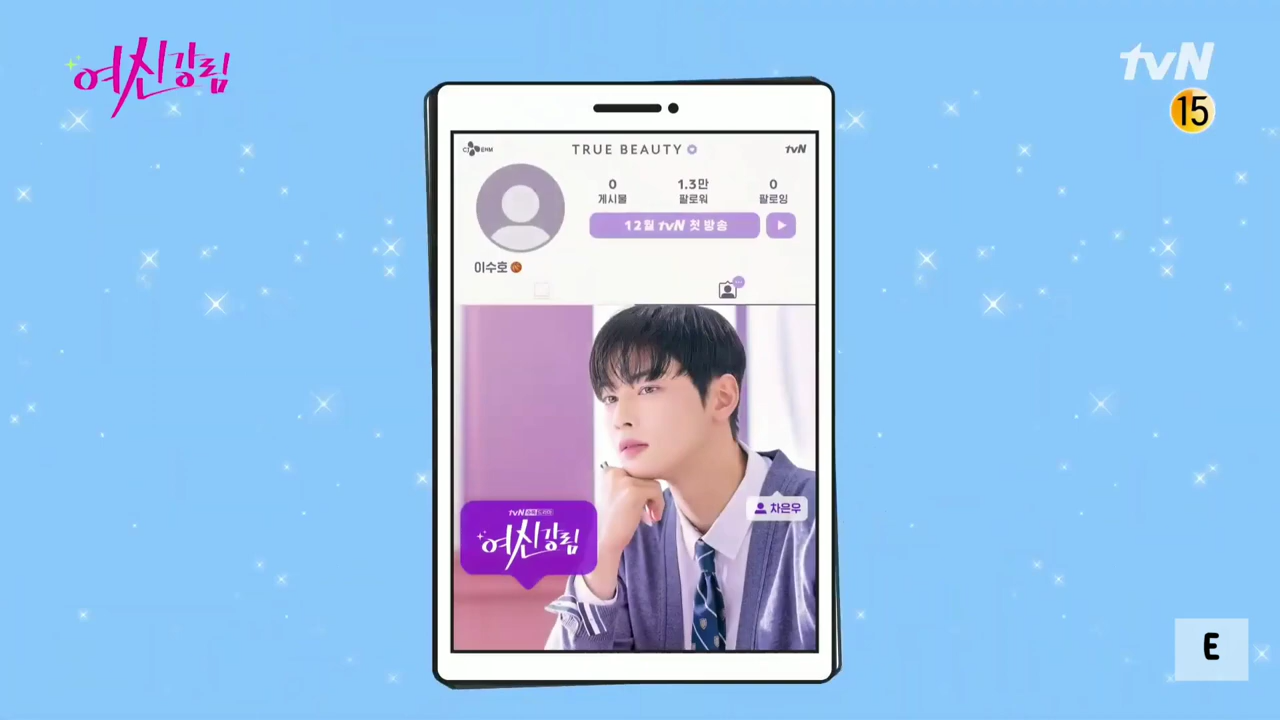 여신강림
tvN
15
CJ ENM
TRUE BEAUTY
tvN
0 1.3만 0
게시물 팔로워 팔로잉
12월 tvN 첫 방송
이수호
차은우
tvN
여신강림
E